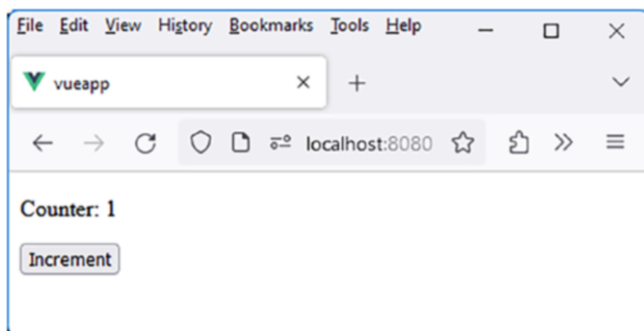 File Edit View History Bookmarks Tools Help
vueapp
localhost:8080
Counter: 1
Increment